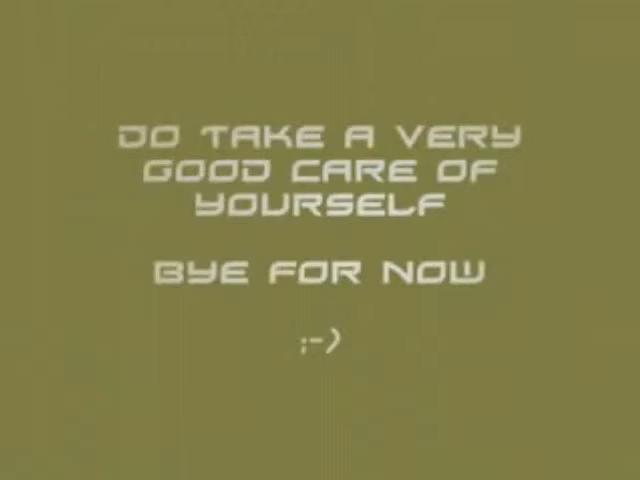 DO TAKE A VERY
GOOD CARE OF
YOURSELF
BYE FOR NOW
;-)